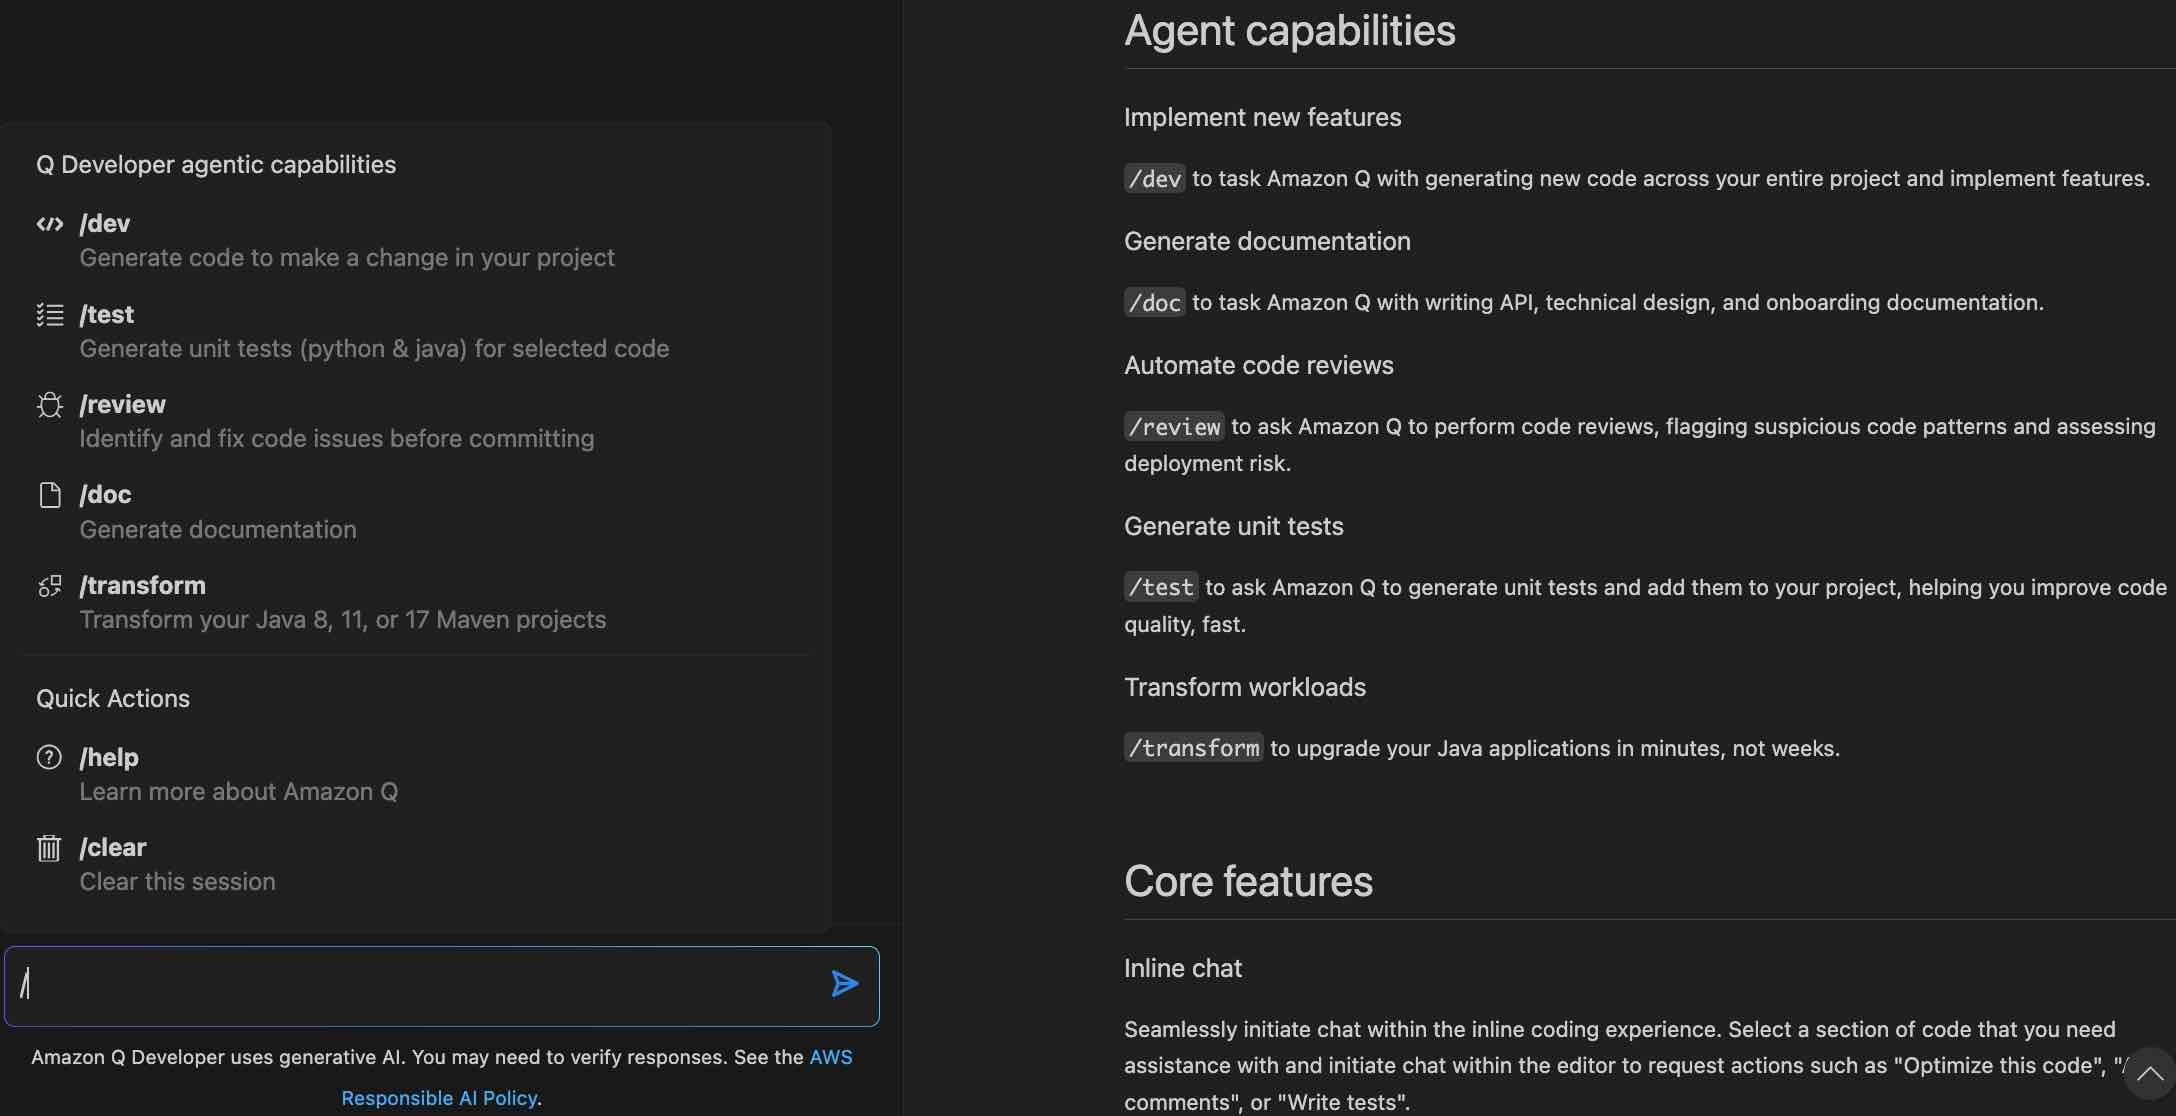 Q Developer agentic capabilities
/dev
Generate code to make a change in your project
/test
Generate unit tests (python & java) for selected code
/review
Identify and fix code issues before committing
/doc
Generate documentation
/transform
Transform your Java 8, 11, or 17 Maven projects
Quick Actions
/help
Learn more about Amazon Q
/clear
Clear this session
/
Amazon Q Developer uses generative AI. You may need to verify responses. See the AWS
Responsible AI Policy.
Agent capabilities
Implement new features
/dev to task Amazon Q with generating new code across your entire project and implement features.
Generate documentation
/doc to task Amazon Q with writing API, technical design, and onboarding documentation.
Automate code reviews
/review to ask Amazon Q to perform code reviews, flagging suspicious code patterns and assessing
deployment risk.
Generate unit tests
/test to ask Amazon Q to generate unit tests and add them to your project, helping you improve code
quality, fast.
Transform workloads
/transform to upgrade your Java applications in minutes, not weeks.
Core features
Inline chat
Seamlessly initiate chat within the inline coding experience. Select a section of code that you need
assistance with and initiate chat within the editor to request actions such as "Optimize this code", "
comments", or "Write tests".